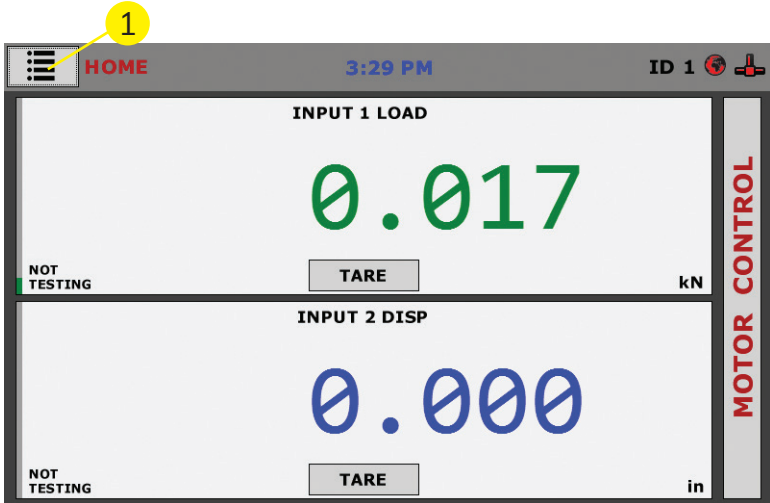 1
HOME
3:29 PM
ID 1
INPUT 1 LOAD
0.017
NOT
TESTING
TARE
kN
INPUT 2 DISP
0.000
NOT
TESTING
TARE
in
MOTOR CONTROL